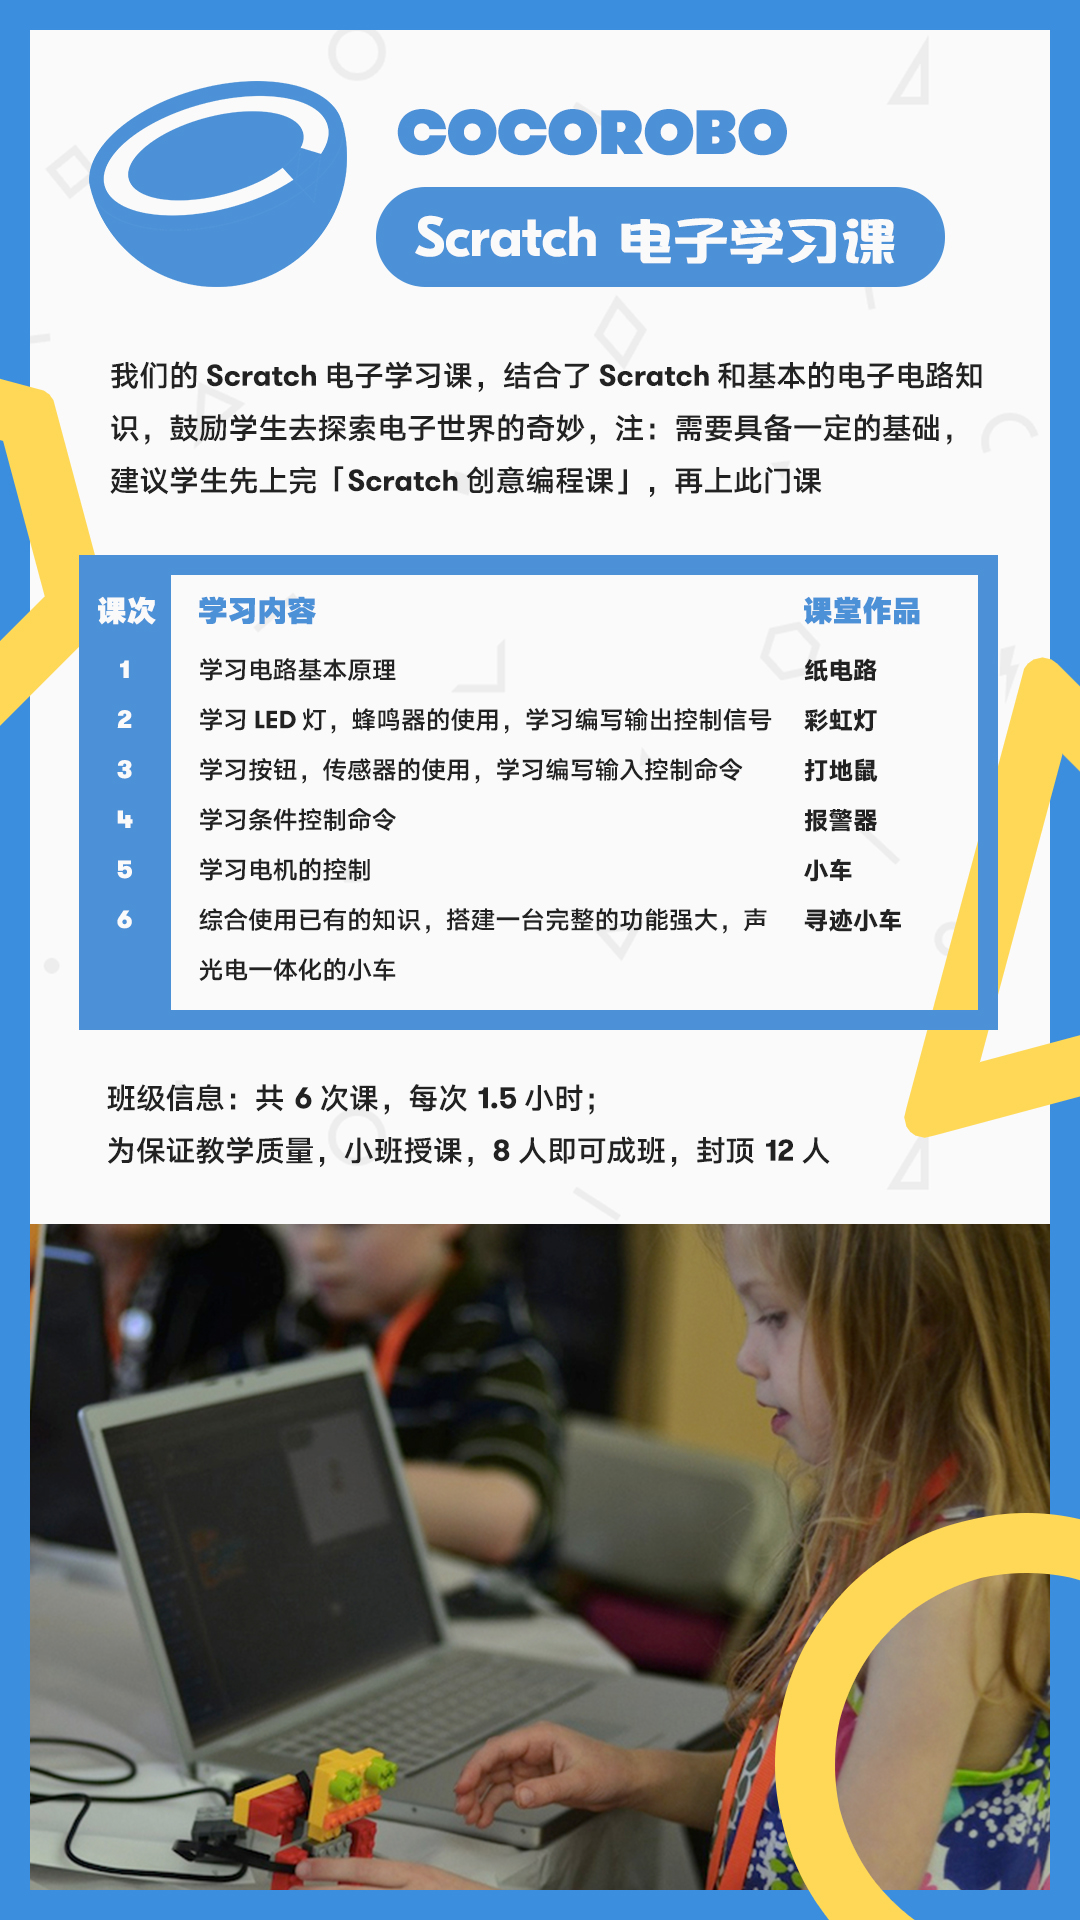 COCOROBO
Scratch 电子学习课
我们的 Scratch 电子学习课，结合了 Scratch 和基本的电子电路知
识，鼓励学生去探索电子世界的奇妙，注：需要具备一定的基础，
建议学生先上完「Scratch 创意编程课」，再上此门课
课次 学习内容 课堂作品
1 学习电路基本原理 纸电路
2 学习 LED 灯，蜂鸣器的使用，学习编写输出控制信号 彩虹灯
3 学习按钮，传感器的使用，学习编写输入控制命令 打地鼠
4 学习条件控制命令 报警器
5 学习电机的控制 小车
6 综合使用已有的知识，搭建一台完整的功能强大，声 寻迹小车
光电一体化的小车
班级信息：共 6 次课，每次 1.5 小时；
为保证教学质量，小班授课，8 人即可成班，封顶 12 人